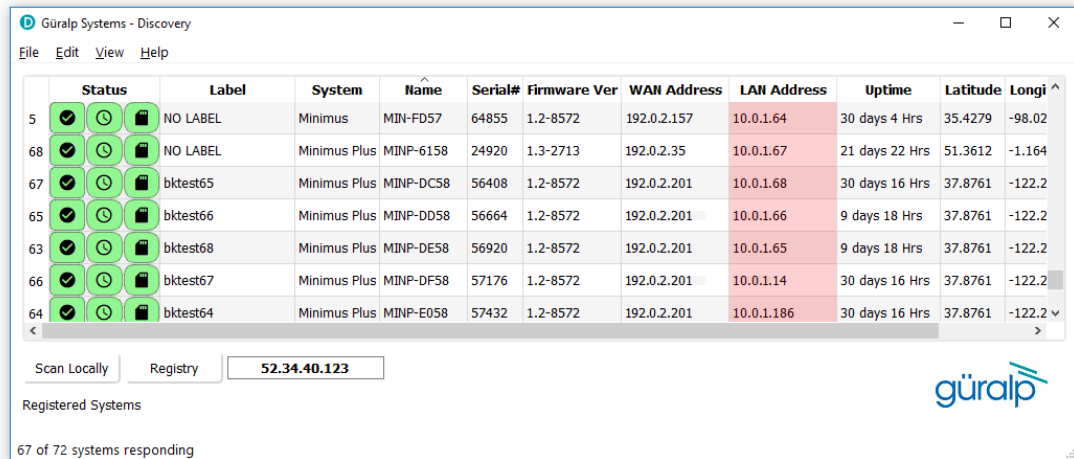 Güralp Systems - Discovery
File Edit View Help
Status Label System Name Serial# Firmware Ver WAN Address LAN Address Uptime Latitude Longi
5 NO LABEL Minimus MIN-FD57 64855 1.2-8572 192.0.2.157 10.0.1.64 30 days 4 Hrs 35.4279 -98.02
68 NO LABEL Minimus Plus MINP-6158 24920 1.3-2713 192.0.2.35 10.0.1.67 21 days 22 Hrs 51.3612 -1.164
67 bktest65 Minimus Plus MINP-DC58 56408 1.2-8572 192.0.2.201 10.0.1.68 30 days 16 Hrs 37.8761 -122.2
65 bktest66 Minimus Plus MINP-DD58 56664 1.2-8572 192.0.2.201 10.0.1.66 9 days 18 Hrs 37.8761 -122.2
63 bktest68 Minimus Plus MINP-DE58 56920 1.2-8572 192.0.2.201 10.0.1.65 9 days 18 Hrs 37.8761 -122.2
66 bktest67 Minimus Plus MINP-DF58 57176 1.2-8572 192.0.2.201 10.0.1.14 30 days 16 Hrs 37.8761 -122.2
64 bktest64 Minimus Plus MINP-E058 57432 1.2-8572 192.0.2.201 10.0.1.186 30 days 16 Hrs 37.8761 -122.2
Scan Locally Registry 52.34.40.123
güralp
Registered Systems
67 of 72 systems responding